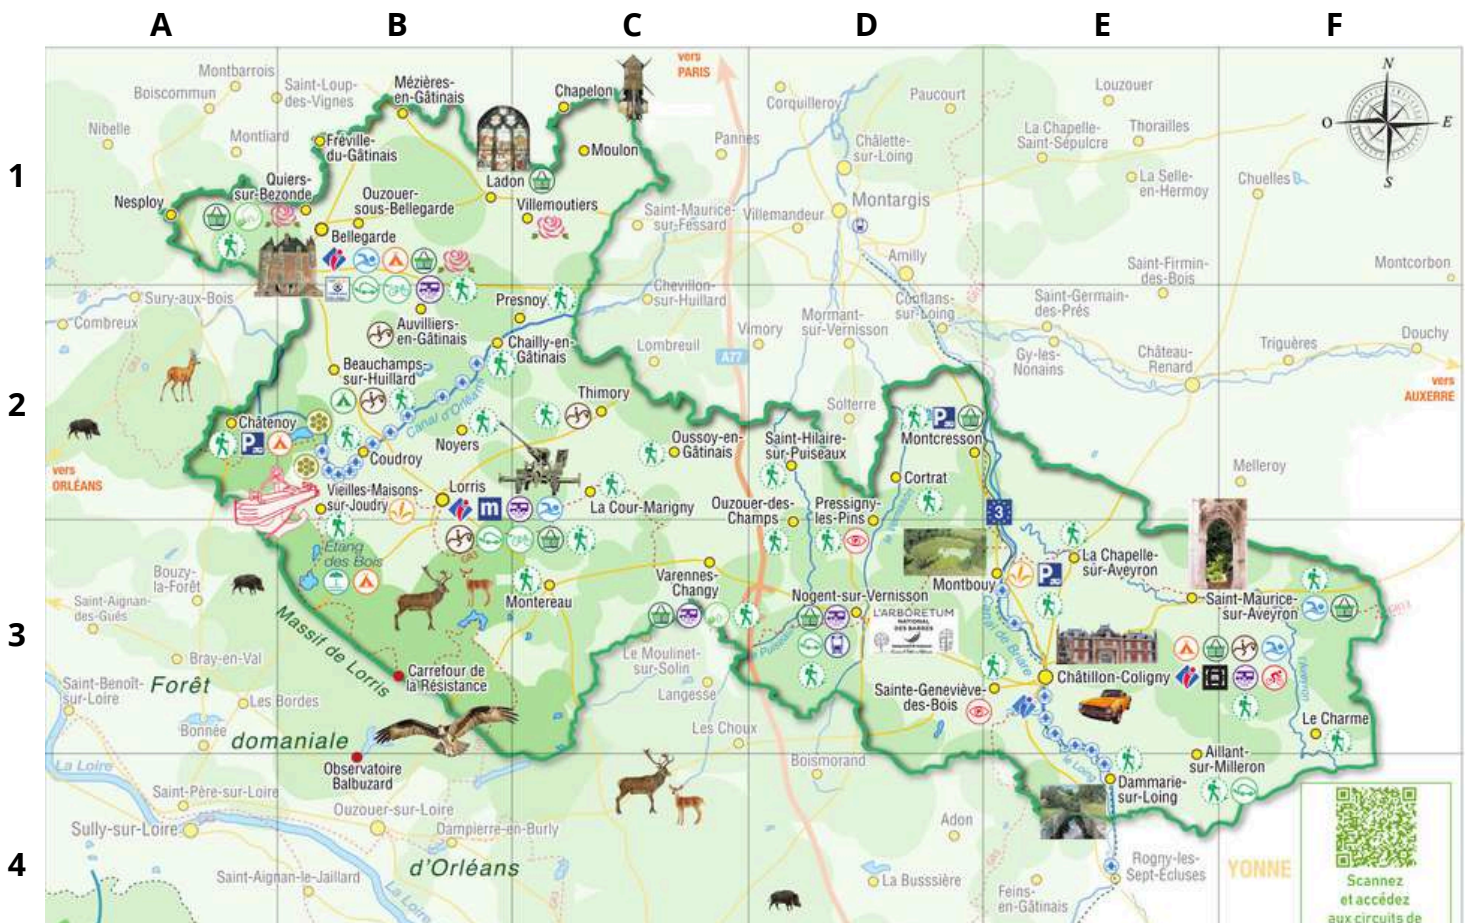 A B C D E F
1
2
3
4
vers
PARIS
N
O E
S
Montbarrois
Boiscommun
Saint-Loup-
des-Vignes
Mézières-
en-Gâtinais
Chapelon
Corquilleroy
Paucourt
Louzouer
Nibelle
Montliard
Fréville-
du-Gâtinais
Moulon
Pannes
Châlette-
sur-Loing
La Chapelle-
Saint-Sépulcre
Thorailles
Quiers-
sur-Bezonde
Nesploy
Ouzouer-
sous-Bellegarde
Ladon
Villemoutiers
Bellegarde
Saint-Maurice-
sur-Fessard
Villemandeur
Montargis
La Selle-
en-Hermoy
Chuelles
Amilly
Saint-Firmin-
des-Bois
Montcorbon
Sury-aux-Bois
Combreux
Presnoy
Auvilliers-
en-Gâtinais
Chailly-en-
Gâtinais
Chevillon-
sur-Huillard
Lombreuil
Vimory
A77
Mormant-
sur-Vernisson
Conflans-
sur-Loing
Saint-Germain-
des-Prés
Gy-les-
Nonains
Château-
Renard
Triguères
Douchy
vers
AUXERRE
Beauchamps-
sur-Huillard
Canal d'Orléans
Thimory
Solterre
Châtenoy
P
Coudroy
Noyers
Oussoy-en-
Gâtinais
Saint-Hilaire-
sur-Puiseaux
P
Montcresson
Melleroy
vers
ORLÉANS
Vieilles-Maisons-
sur-Joudry
Lorris
m
La Cour-Marigny
Ouzouer-des-
Champs
Pressigny-
les-Pins
Cortrat
3
Etang
des Bois
Bouzy-
la-Forêt
Saint-Aignan-
des-Gués
Montereau
Varennes-
Changy
Nogent-sur-Vernisson
L'ARBORETUM
NATIONAL
DES BARRES
Montbouy
P
La Chapelle-
sur-Aveyron
Saint-Maurice-
sur-Aveyron
GR13
Canal de Briare
Massif de Lorris
Bray-en-Val
Saint-Benoît-
sur-Loire
Forêt
Les Bordes
Carrefour de
la Résistance
Le Moulinet-
sur-Solin
Langesse
Sainte-Geneviève-
des-Bois
Châtillon-Coligny
l'Aveyron
Bonnée
domaniale
Les Choux
Le Charme
La Loire
Observatoire
Balbuzard
Boismorand
le Loing
Dammarie-
sur-Loing
Aillant-
sur-Milleron
Saint-Père-sur-Loire
Sully-sur-Loire
Ouzouer-sur-Loire
Dampierre-en-Burly
Adon
d'Orléans
Saint-Aignan-le-Jaillard
La Loire
La Busssière
Feins-
en-Gâtinais
Rogny-les-
Sept-Écluses
YONNE
Scannez
et accédez
aux circuits de